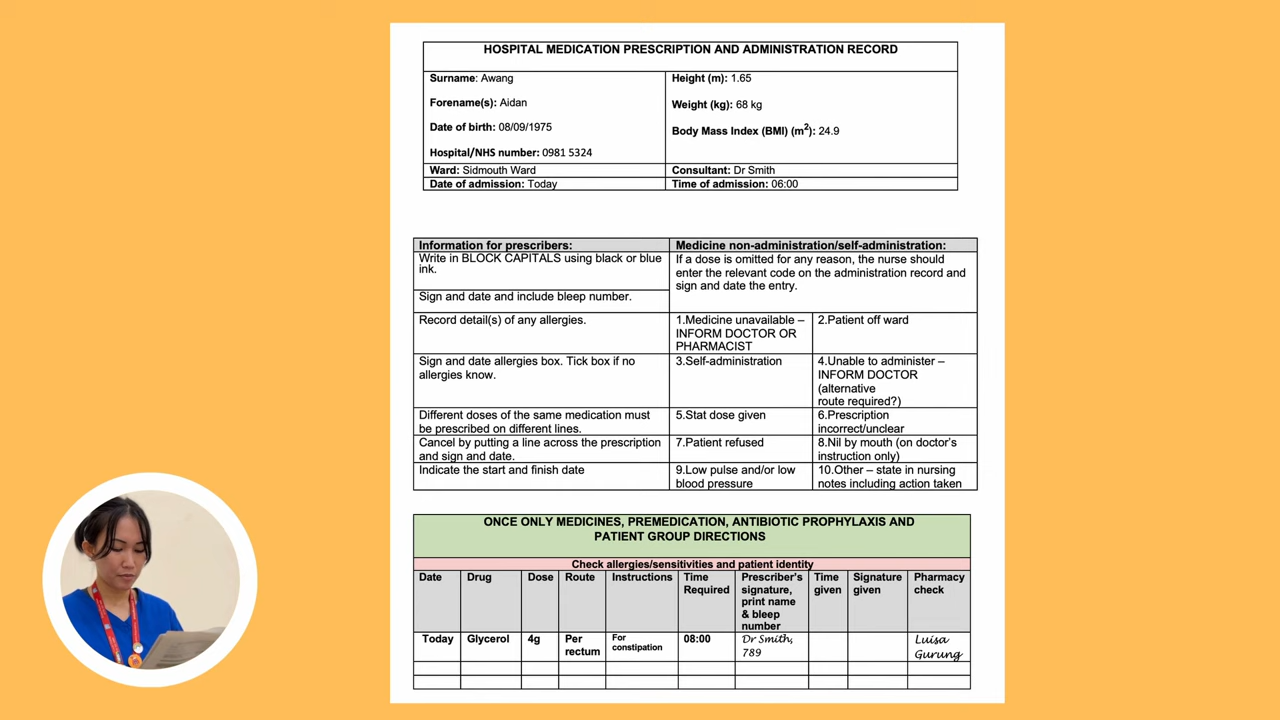 HOSPITAL MEDICATION PRESCRIPTION AND ADMINISTRATION RECORD
Surname: Awang
Forename(s): Aidan
Date of birth: 08/09/1975
Hospital/NHS number: 0981 5324
Height (m): 1.65
Weight (kg): 68 kg
Body Mass Index (BMI) (m²): 24.9
Ward: Sidmouth Ward
Consultant: Dr Smith
Date of admission: Today
Time of admission: 06:00
Information for prescribers:
Medicine non-administration/self-administration:
Write in BLOCK CAPITALS using black or blue
ink.
Sign and date and include bleep number.
If a dose is omitted for any reason, the nurse should
enter the relevant code on the administration record and
sign and date the entry.
Record detail(s) of any allergies.
1.Medicine unavailable –
INFORM DOCTOR OR
PHARMACIST
2.Patient off ward
Sign and date allergies box. Tick box if no
allergies know.
3.Self-administration
4.Unable to administer –
INFORM DOCTOR
(alternative
route required?)
Different doses of the same medication must
be prescribed on different lines.
5.Stat dose given
6.Prescription
incorrect/unclear
Cancel by putting a line across the prescription
and sign and date.
7.Patient refused
8.Nil by mouth (on doctor's
instruction only)
Indicate the start and finish date
9.Low pulse and/or low
blood pressure
10.Other – state in nursing
notes including action taken
ONCE ONLY MEDICINES, PREMEDICATION, ANTIBIOTIC PROPHYLAXIS AND
PATIENT GROUP DIRECTIONS
Check allergies/sensitivities and patient identity
Date
Drug
Dose
Route
Instructions
Time
Required
Prescriber's
signature,
print name
& bleep
number
Time
given
Signature
given
Pharmacy
check
Today
Glycerol
4g
Per
rectum
For
constipation
08:00
Dr Smith,
789
Luisa
Gurung